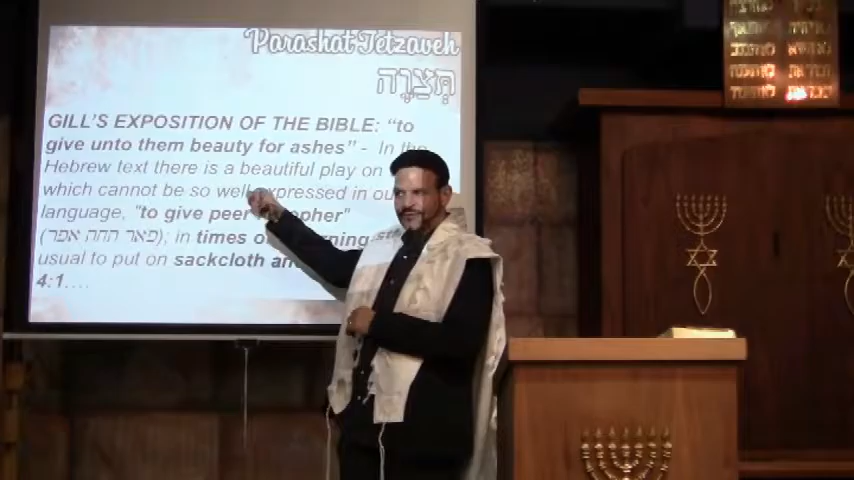 Parashat Tetzaveh
תְּצַוֶּה
GILL'S EXPOSITION OF THE BIBLE: "to
give unto them beauty for ashes" - In the
Hebrew text there is a beautiful play on
which cannot be so well expressed in our
language, "to give peer
(פאר תחת אפר); in times of
usual to put on SACKCLOTH
4:1....